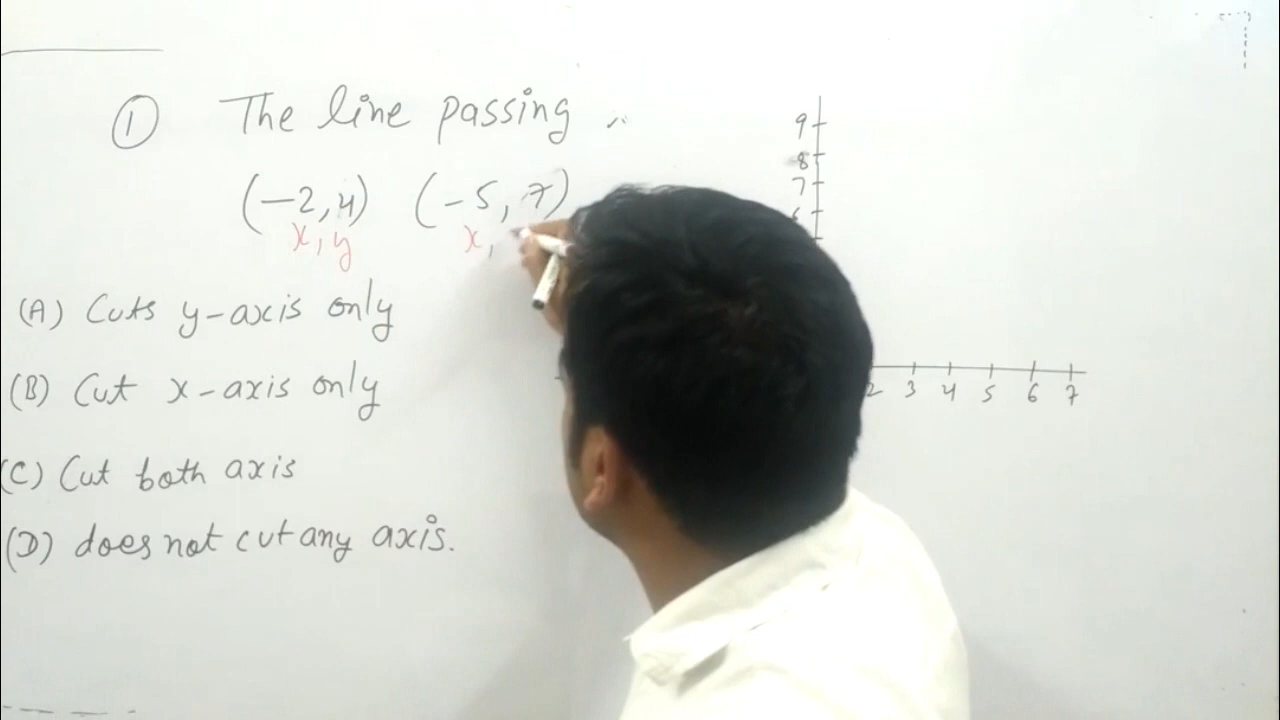 ① The line passing
(-2, 4) (-5, 7)
x, y x,
(A) Cuts y-axis only
(B) Cut x-axis only
(C) Cut both axis
(D) does not cut any axis.
9
8
7
6
2 3 4 5 6 7